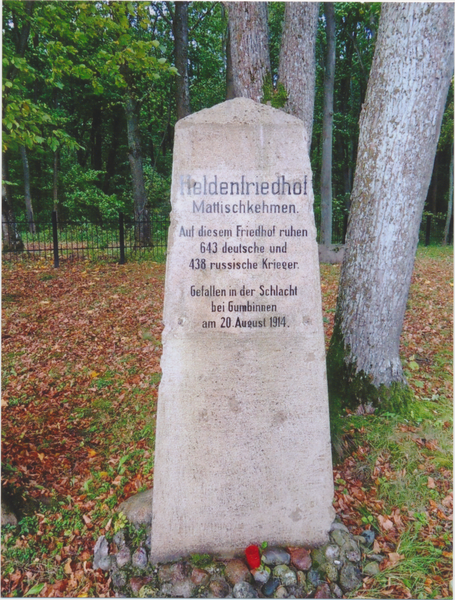 Heldenfriedhof
Mattischkehmen.
Auf diesem Friedhof ruhen
643 deutsche und
438 russische Krieger.
Gefallen in der Schlacht
bei Gumbinnen
am 20. August 1914.